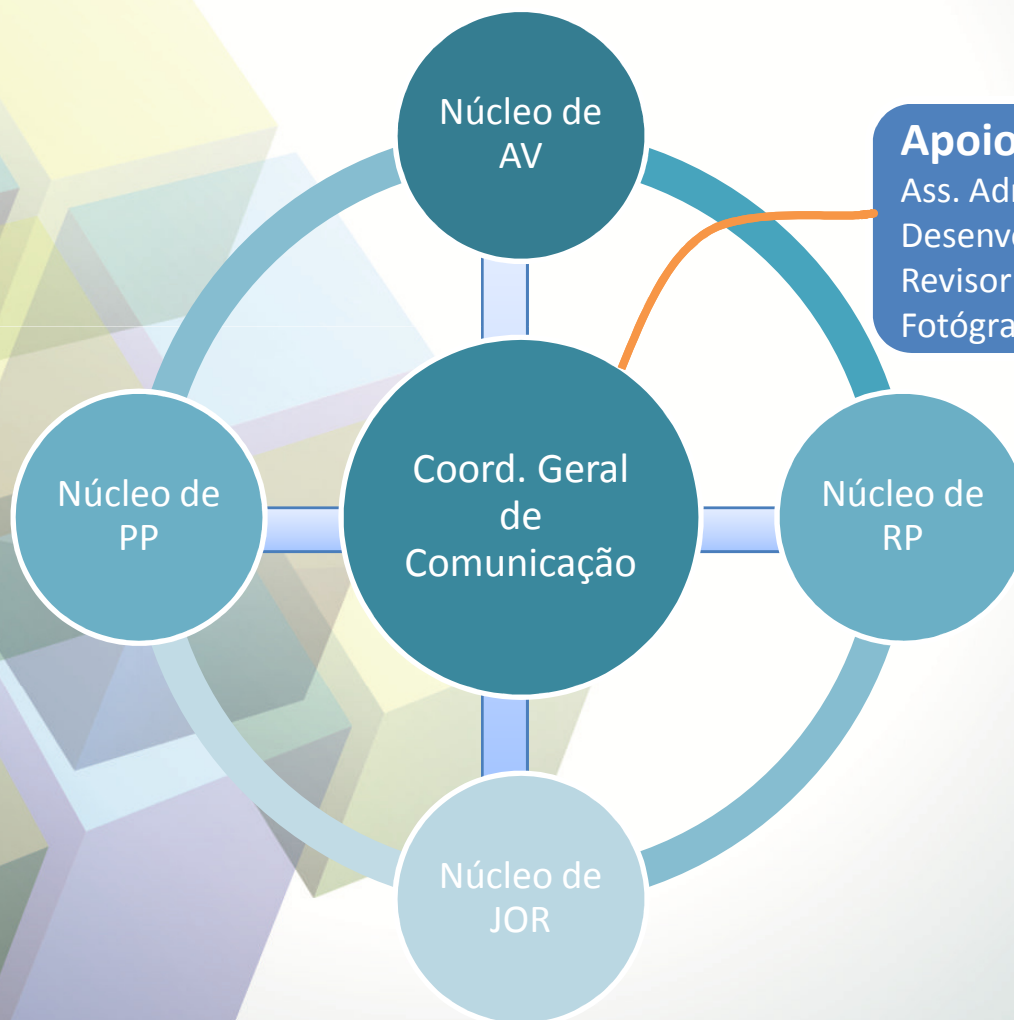 Núcleo de
AV
Apoio
Ass.
Revisor
Núcleo de
PP
Coord. Geral
de
Comunicação
Núcleo de
RP
Núcleo de
JOR